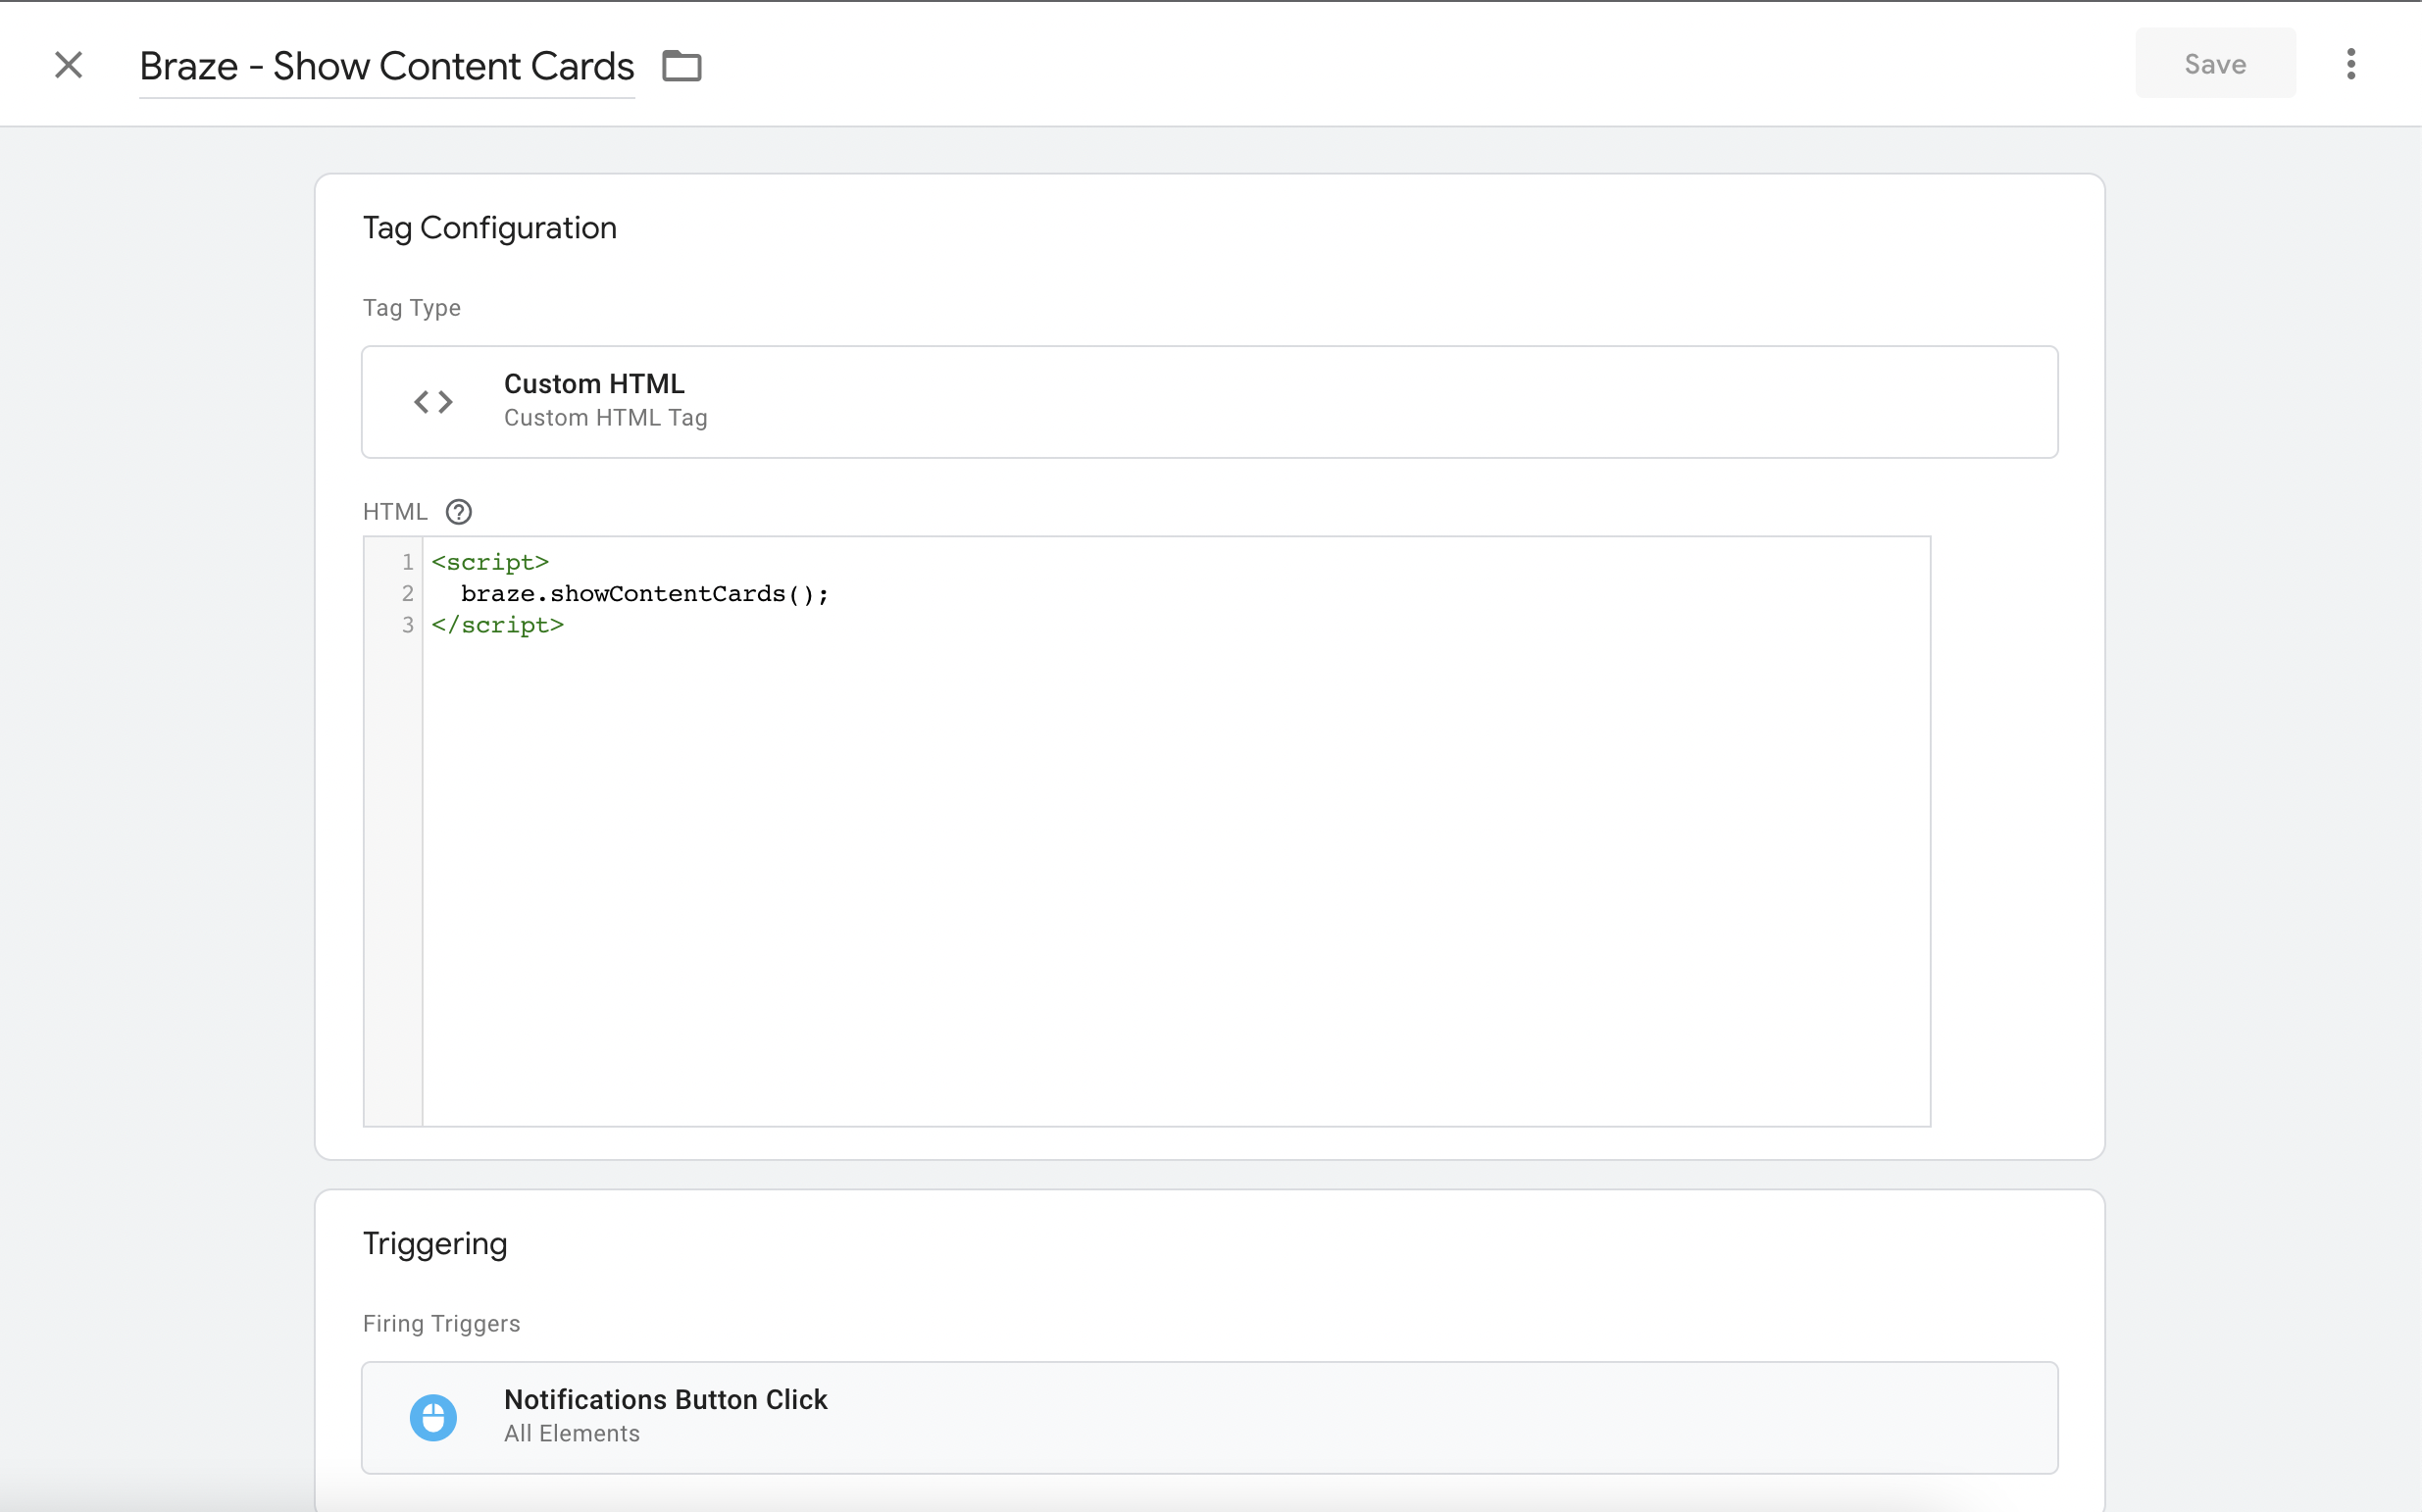 Braze - Show Content Cards
Save
Tag Configuration
Tag Type
Custom HTML
Custom HTML Tag
HTML
1 <script>
2 braze.showContentCards();
3 </script>
Triggering
Firing Triggers
Notifications Button Click
All Elements